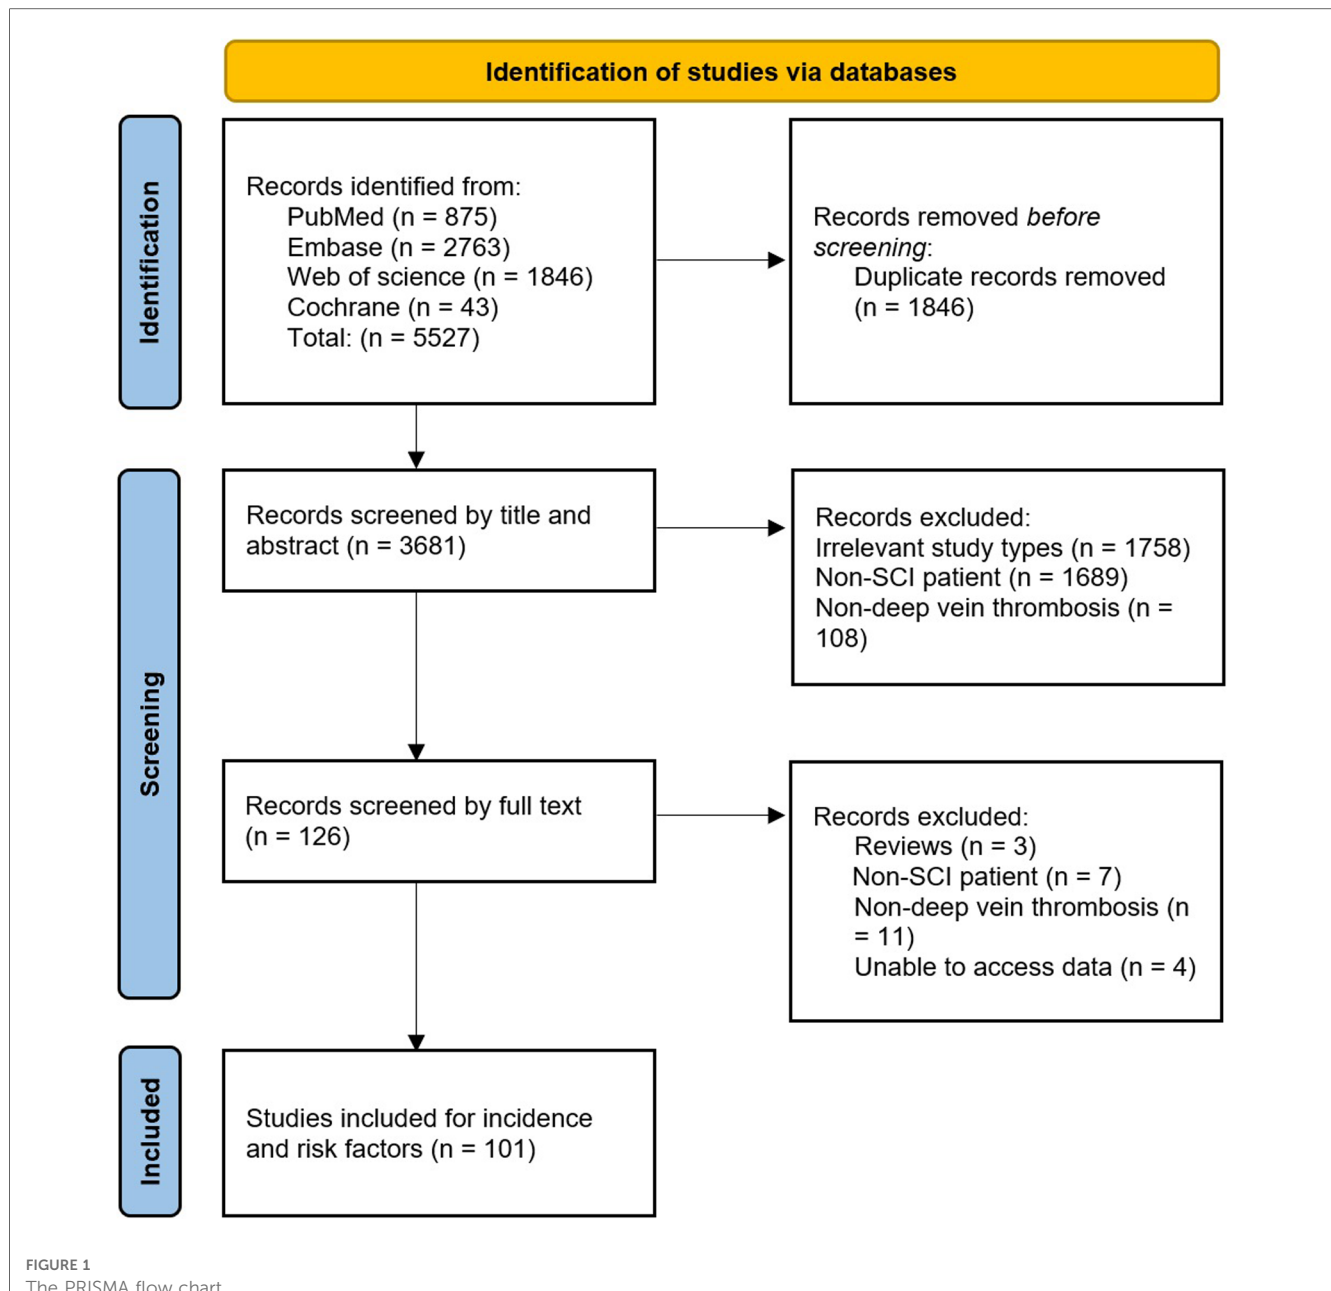 Identification of studies via databases
Identification
Records identified from:
PubMed (n = 875)
Embase (n = 2763)
Web of science (n = 1846)
Cochrane (n = 43)
Total: (n = 5527)
Records removed before
screening:
Duplicate records removed
(n = 1846)
Screening
Records screened by title and
abstract (n = 3681)
Records excluded:
Irrelevant study types (n = 1758)
Non-SCI patient (n = 1689)
Non-deep vein thrombosis (n =
108)
Records screened by full text
(n = 126)
Records excluded:
Reviews (n = 3)
Non-SCI patient (n = 7)
Non-deep vein thrombosis (n
= 11)
Unable to access data (n = 4)
Included
Studies included for incidence
and risk factors (n = 101)
FIGURE 1
The PRISMA flow chart